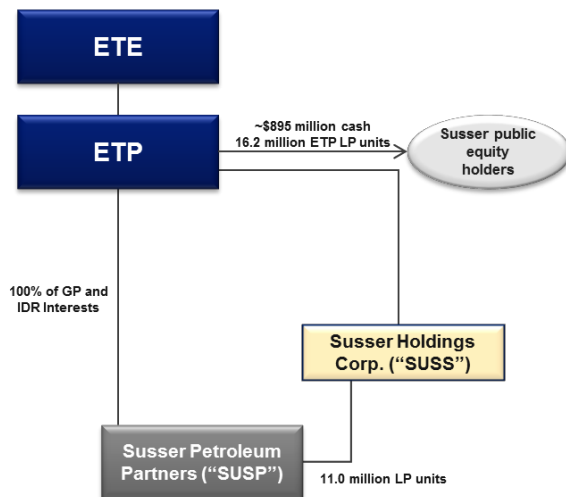 ETE
ETP
~$895 million cash
16.2 million ETP LP units
Susser public
equity
holders
100% of GP and
IDR Interests
Susser Holdings
Corp. (“SUSS”)
Susser Petroleum
Partners (“SUSP”)
11.0 million LP units